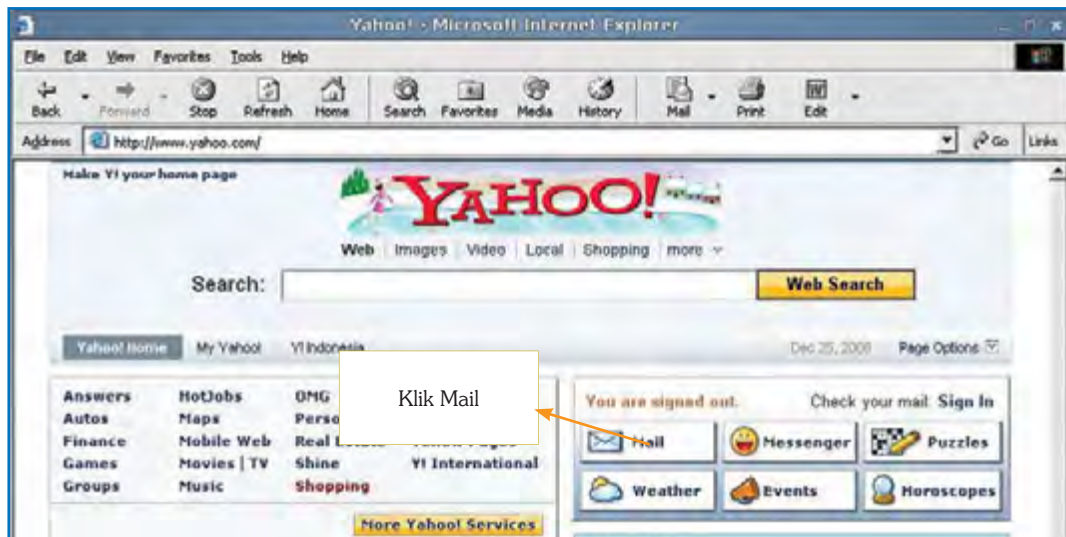 Yahoo! - Microsoft Internet Explorer
File Edit View Favorites Tools Help
Back Forward Stop Refresh Home Search Favorites Media History Mail Print Edit
Address http://www.yahoo.com/ Go Links
Make Y! your home page
YAHOO!
Web Images Video Local Shopping more
Search: Web Search
Yahoo! Home My Yahoo! Y! Indonesia Dec 25, 2008 Page Options
Answers HotJobs OMG
Autos Maps
Finance Mobile Web Real
Games Movies | TV Shine Y! International
Groups Music Shopping
More Yahoo! Services
Klik Mail
You are signed out. Check your mail Sign In
Mail Messenger Puzzles
Weather Events Horoscopes